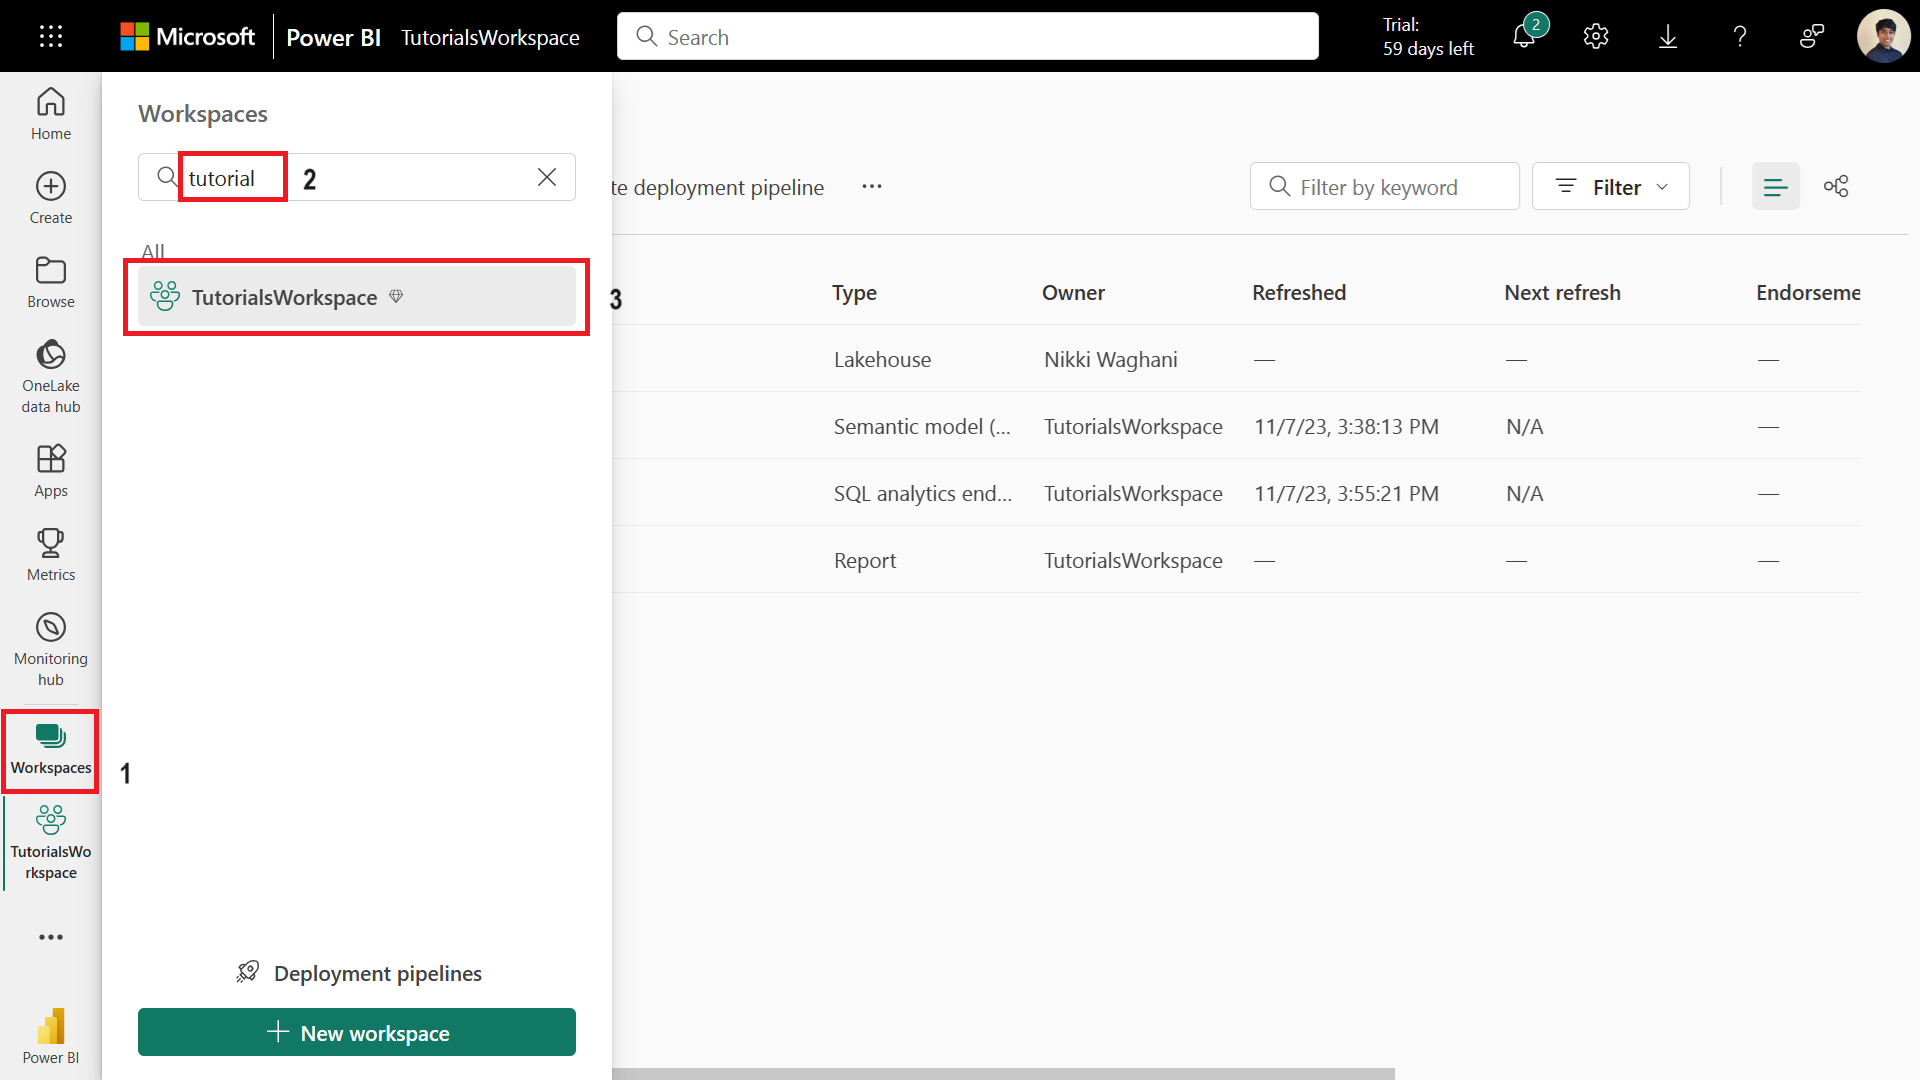 Microsoft Power BI TutorialsWorkspace
Search
Trial:
59 days left
2
Home
Create
Browse
OneLake
data hub
Apps
Metrics
Monitoring
hub
Workspaces
1
TutorialsWo
rkspace
Power BI
Workspaces
tutorial 2
All
TutorialsWorkspace 3
Deployment pipelines
New workspace
te deployment pipeline
Filter by keyword
Filter
Type Owner Refreshed Next refresh Endorseme
Lakehouse Nikki Waghani — — —
Semantic model (... TutorialsWorkspace 11/7/23, 3:38:13 PM N/A —
SQL analytics end... TutorialsWorkspace 11/7/23, 3:55:21 PM N/A —
Report TutorialsWorkspace — — —